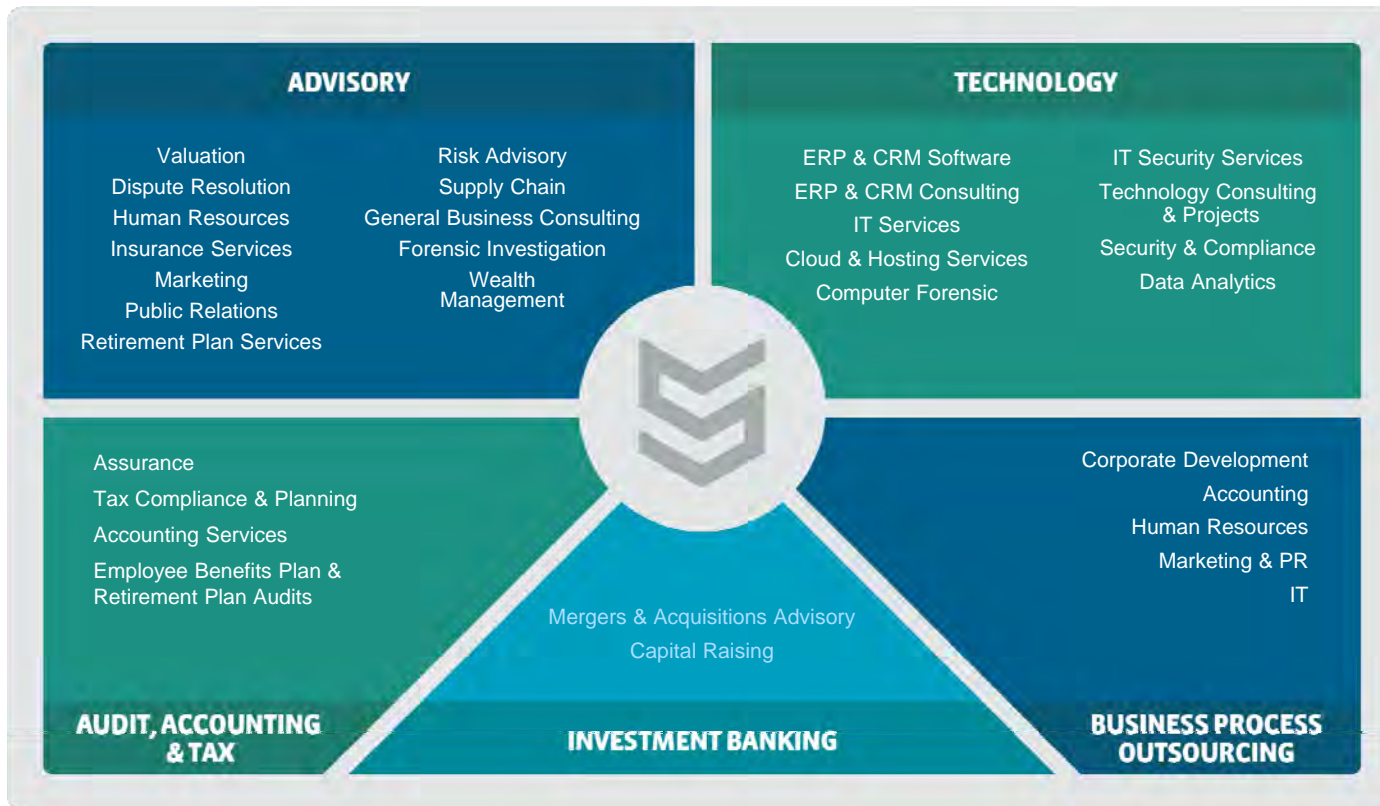 ADVISORY
Valuation
Dispute Resolution
Human Resources
Insurance Services
Marketing
Public Relations
Retirement Plan Services
Risk Advisory
Supply Chain
General Business Consulting
Forensic Investigation
Wealth
Management
TECHNOLOGY
ERP & CRM Software
ERP & CRM Consulting
IT Services
Cloud & Hosting Services
Computer Forensic
IT Security Services
Technology Consulting
& Projects
Security & Compliance
Data Analytics
Assurance
Tax Compliance & Planning
Accounting Services
Employee Benefits Plan &
Retirement Plan Audits
AUDIT, ACCOUNTING
& TAX
Mergers & Acquisitions Advisory
Capital Raising
INVESTMENT BANKING
Corporate Development
Accounting
Human Resources
Marketing & PR
IT
BUSINESS PROCESS
OUTSOURCING